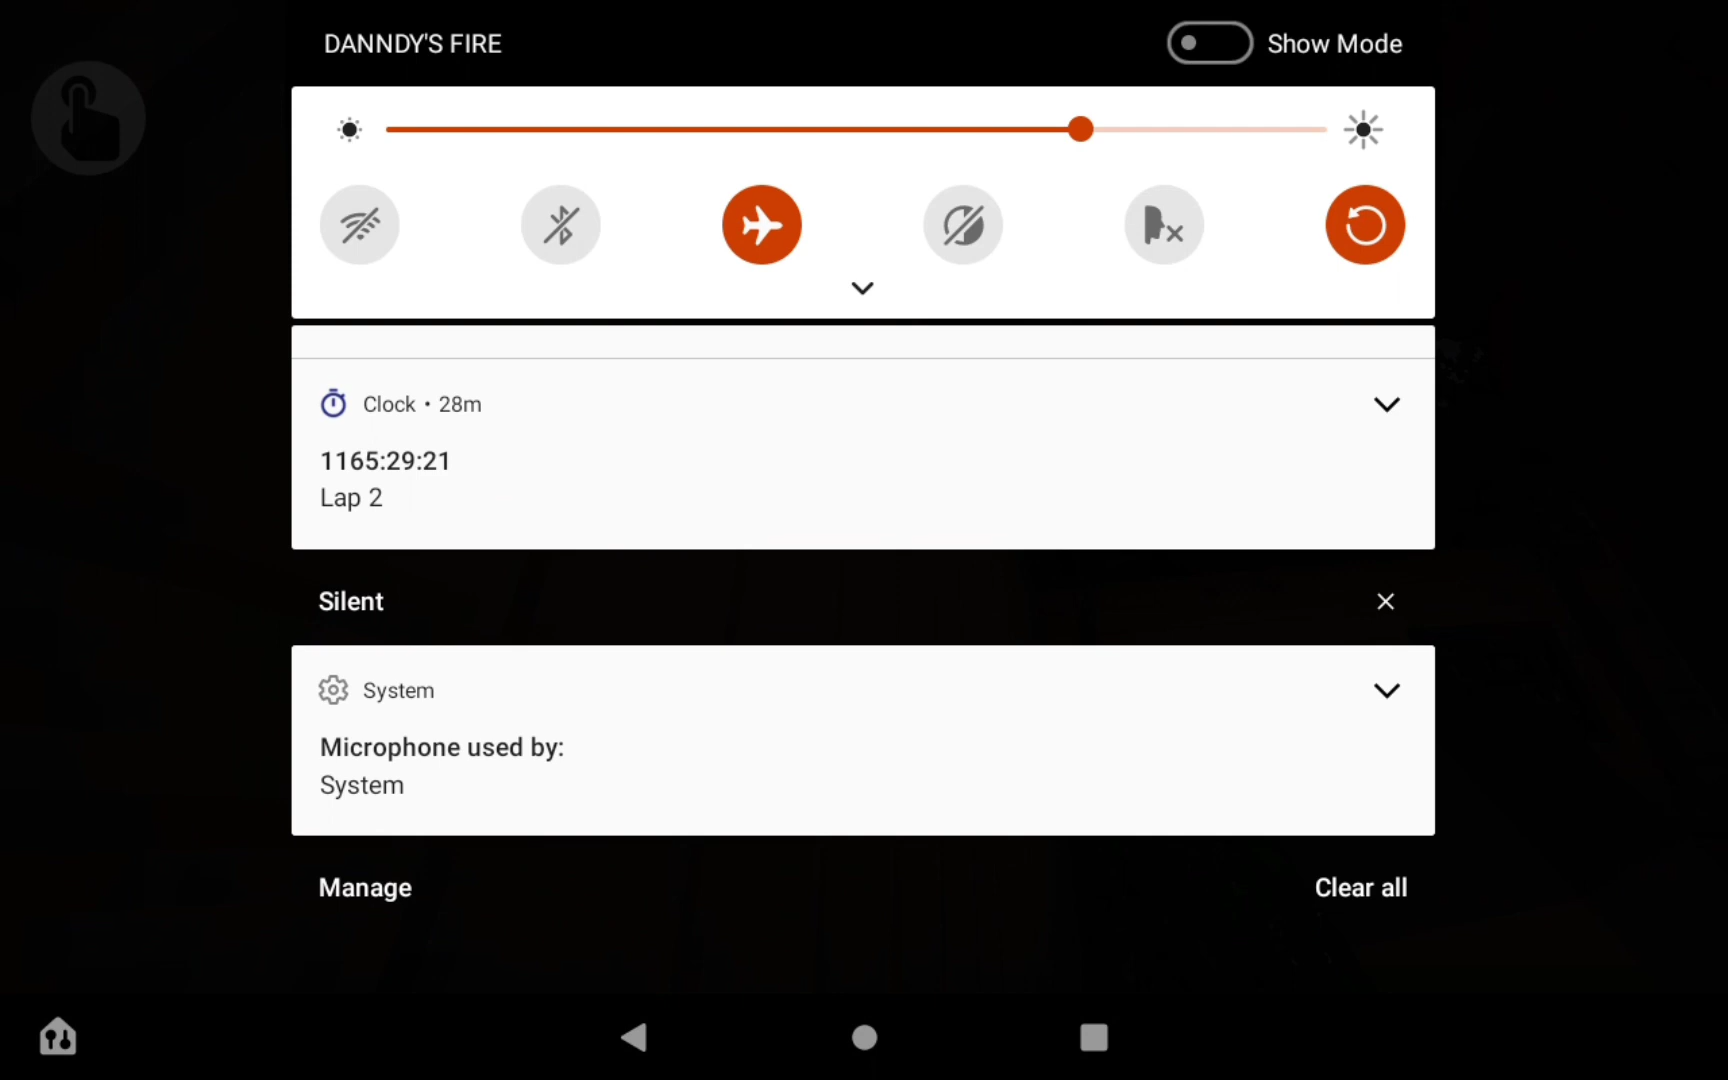 DANNDY'S FIRE
Show Mode
Clock • 28m
1165:29:21
Lap 2
Silent
System
Microphone used by:
System
Manage
Clear all